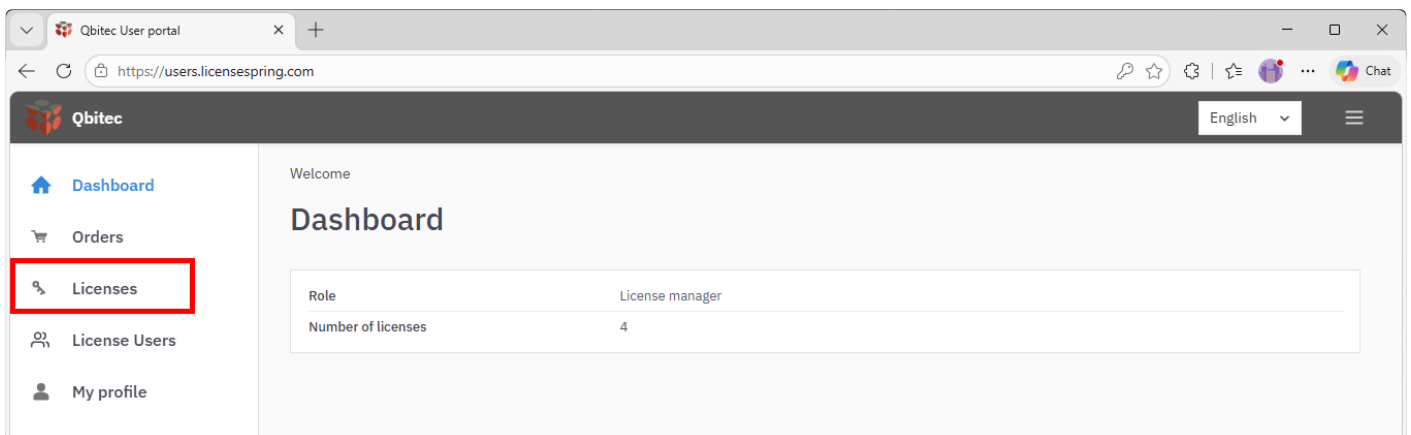 Qbitec User portal
https://users.licensespring.com
Chat
Qbitec
English
Dashboard
Orders
Licenses
License Users
My profile
Welcome
Dashboard
Role License manager
Number of licenses 4